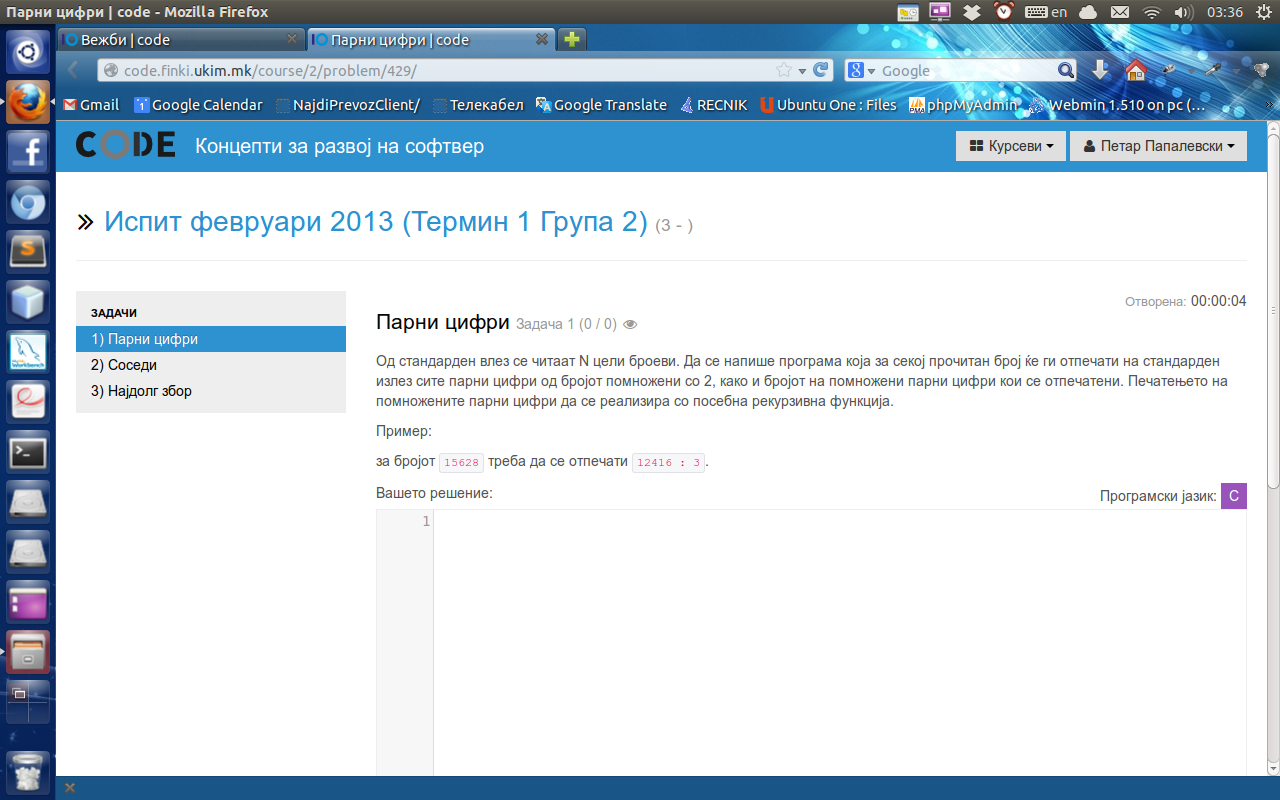 Парни цифри | code - Mozilla Firefox
en
03:36
Вежби | code
Парни цифри | code
code.finki.ukim.mk/course/2/problem/429/
Google
Gmail
Google Calendar
NajdiPrevozClient/
Телекабел
Google Translate
RECNIK
Ubuntu One : Files
phpMyAdmin
Webmin 1.510 on pc (…
CODE
Концепти за развој на софтвер
Курсеви
Петар Папалевски
Испит февруари 2013 (Термин 1 Група 2) (3 - )
ЗАДАЧИ
1) Парни цифри
2) Соседи
3) Најдолг збор
Отворена: 00:00:04
Парни цифри Задача 1 (0 / 0)
Од стандарден влез се читаат N цели броеви. Да се напише програма која за секој прочитан број ќе ги отпечати на стандарден
излез сите парни цифри од бројот помножени со 2, како и бројот на помножени парни цифри кои се отпечатени. Печатењето на
помножените парни цифри да се реализира со посебна рекурзивна функција.
Пример:
за бројот 15628 треба да се отпечати 12416 : 3.
Вашето решение:
Програмски јазик: C
1